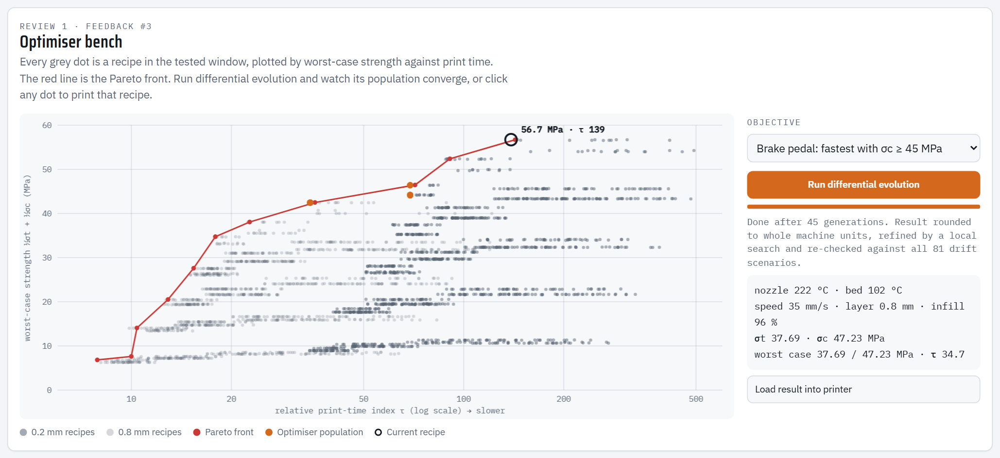 REVIEW 1 · FEEDBACK #3
Optimiser bench
Every grey dot is a recipe in the tested window, plotted by worst-case strength against print time.
The red line is the Pareto front. Run differential evolution and watch its population converge, or click
any dot to print that recipe.
60
50
40
30
20
10
0
worst-case strength ½σt + ½σc (MPa)
56.7 MPa · τ 139
10
20
50
100
200
500
relative print-time index τ (log scale) → slower
0.2 mm recipes
0.8 mm recipes
Pareto front
Optimiser population
Current recipe
OBJECTIVE
Brake pedal: fastest with σc ≥ 45 MPa
Run differential evolution
Done after 45 generations. Result rounded
to whole machine units, refined by a local
search and re-checked against all 81 drift
scenarios.
nozzle 222 °C · bed 102 °C
speed 35 mm/s · layer 0.8 mm · infill
96 %
σt 37.69 · σc 47.23 MPa
worst case 37.69 / 47.23 MPa · τ 34.7
Load result into printer